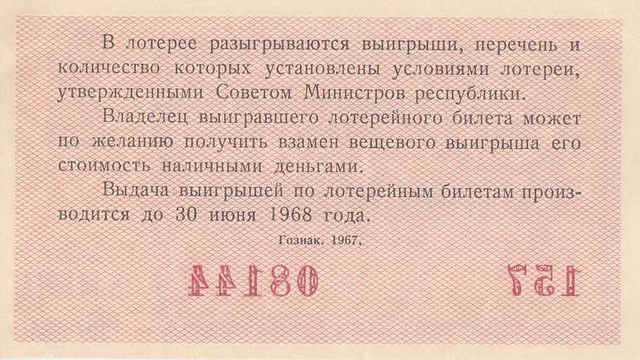 В лотерее разыгрываются выигрыши, перечень и
количество которых установлены условиями лотереи,
утвержденными Советом Министров республики.
Владелец выигравшего лотерейного билета может
по желанию получить взамен вещевого выигрыша его
стоимость наличными деньгами.
Выдача выигрышей по лотерейным билетам произ-
водится до 30 июня 1968 года.
Гознак. 1967.
08144 157